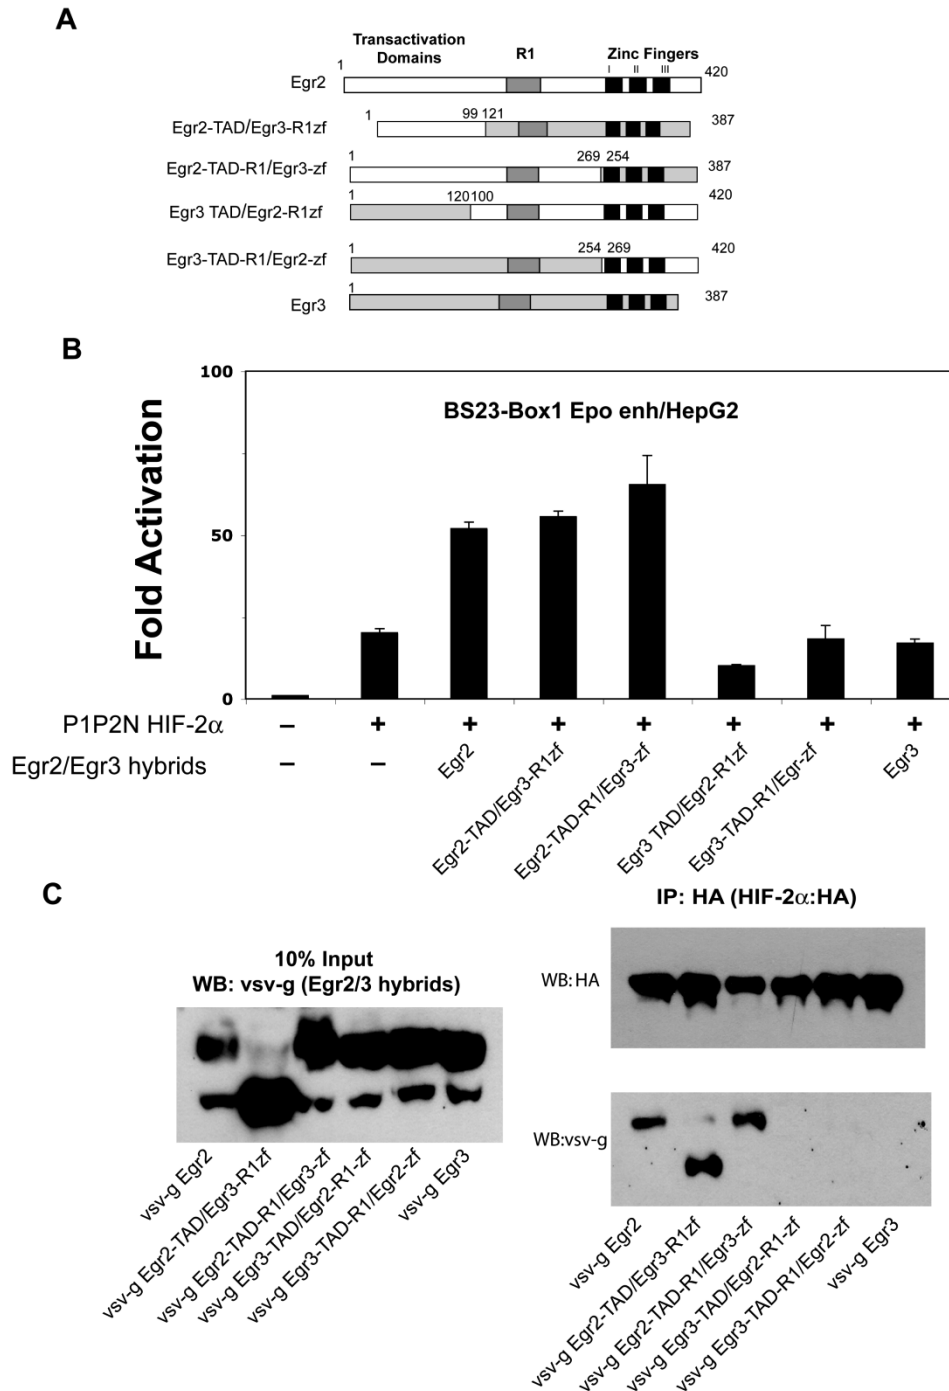 A
Transactivation
Domains
R1
Zinc Fingers
I II III
1
420
Egr2
1
99 121
387
Egr2-TAD/Egr3-R1zf
1
269 254
387
Egr2-TAD-R1/Egr3-zf
1
120100
420
Egr3 TAD/Egr2-R1zf
1
254 269
420
Egr3-TAD-R1/Egr2-zf
1
387
Egr3
B
100
50
0
Fold Activation
BS23-Box1 Epo enh/HepG2
P1P2N HIF-2α – + + + + + + +
Egr2/Egr3 hybrids – – Egr2 Egr2-TAD/Egr3-R1zf Egr2-TAD-R1/Egr3-zf Egr3 TAD/Egr2-R1zf Egr3-TAD-R1/Egr-zf Egr3
C
10% Input
WB: vsv-g (Egr2/3 hybrids)
vsv-g Egr2
vsv-g Egr2-TAD/Egr3-R1zf
vsv-g Egr2-TAD-R1/Egr3-zf
vsv-g Egr3-TAD/Egr2-R1-zf
vsv-g Egr3-TAD-R1/Egr2-zf
vsv-g Egr3
IP: HA (HIF-2α:HA)
WB:HA
WB:vsv-g
vsv-g Egr2
vsv-g Egr2-TAD/Egr3-R1zf
vsv-g Egr2-TAD-R1/Egr3-zf
vsv-g Egr3-TAD/Egr2-R1-zf
vsv-g Egr3-TAD-R1/Egr2-zf
vsv-g Egr3